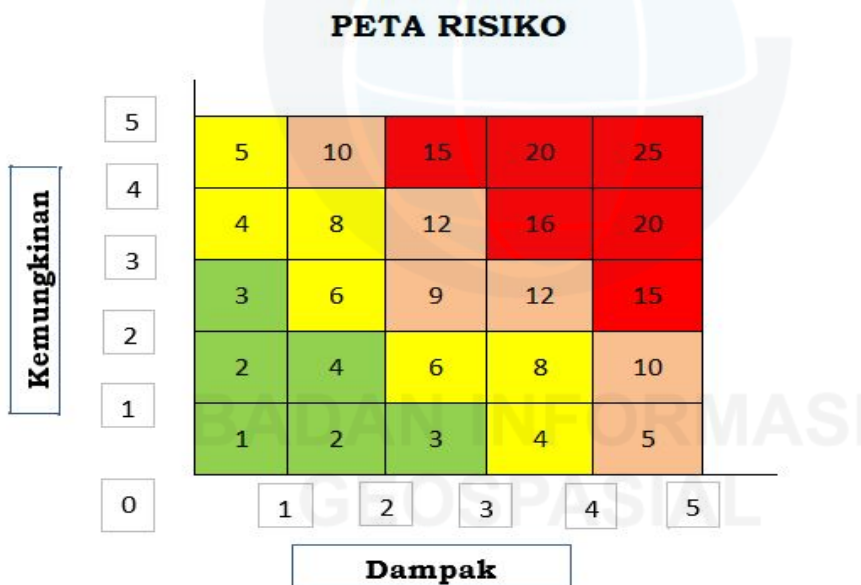 PETA RISIKO
5
5 10 15 20 25
4
4 8 12 16 20
3
3 6 9 12 15
2
2 4 6 8 10
1
1 2 3 4 5
0
1 2 3 4 5
Kemungkinan
Dampak
BADAN INFORMASI
GEOSPASIAL